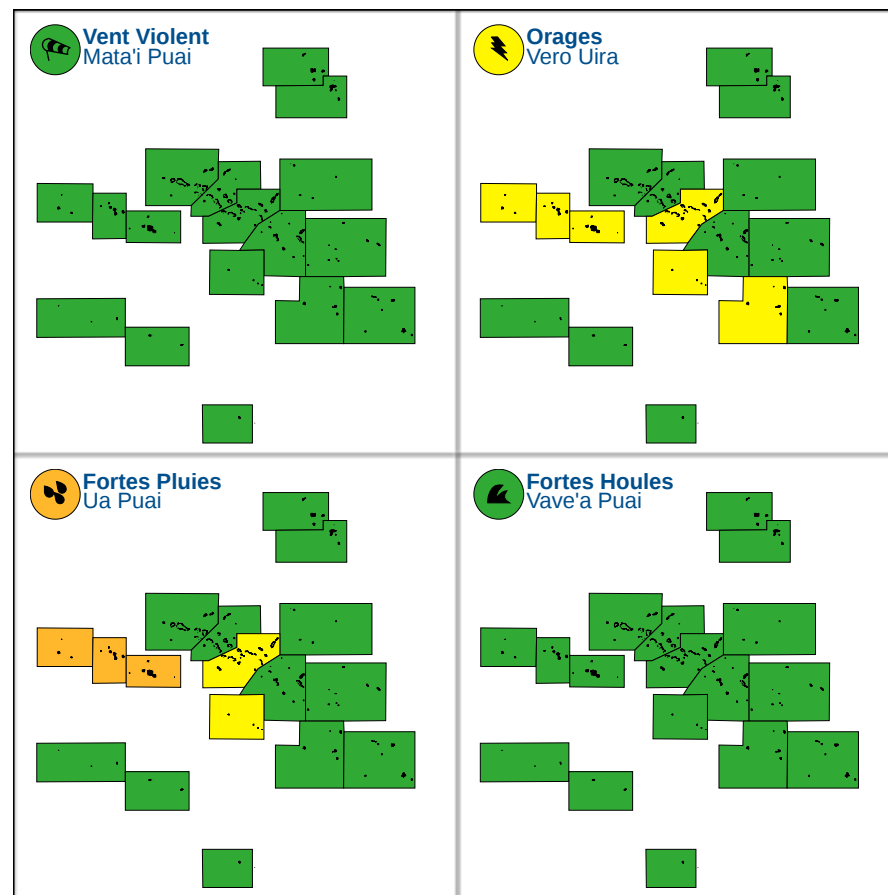 Vent Violent
Mata'i Puai
Orages
Vero Uira
Fortes Pluies
Ua Puai
Fortes Houles
Vave'a Puai